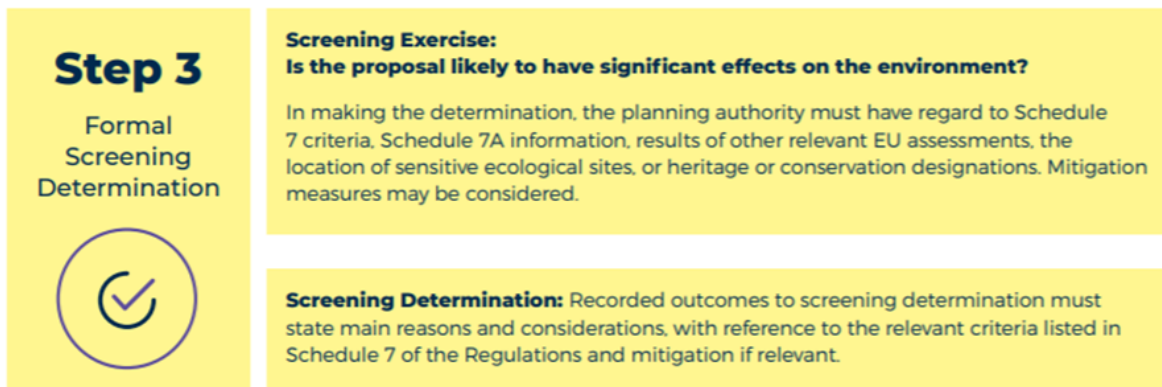 Step 3
Formal
Screening
Determination
Screening Exercise:
Is the proposal likely to have significant effects on the environment?
In making the determination, the planning authority must have regard to Schedule
7 criteria, Schedule 7A information, results of other relevant EU assessments, the
location of sensitive ecological sites, or heritage or conservation designations. Mitigation
measures may be considered.
Screening Determination: Recorded outcomes to screening determination must
state main reasons and considerations, with reference to the relevant criteria listed in
Schedule 7 of the Regulations and mitigation if relevant.